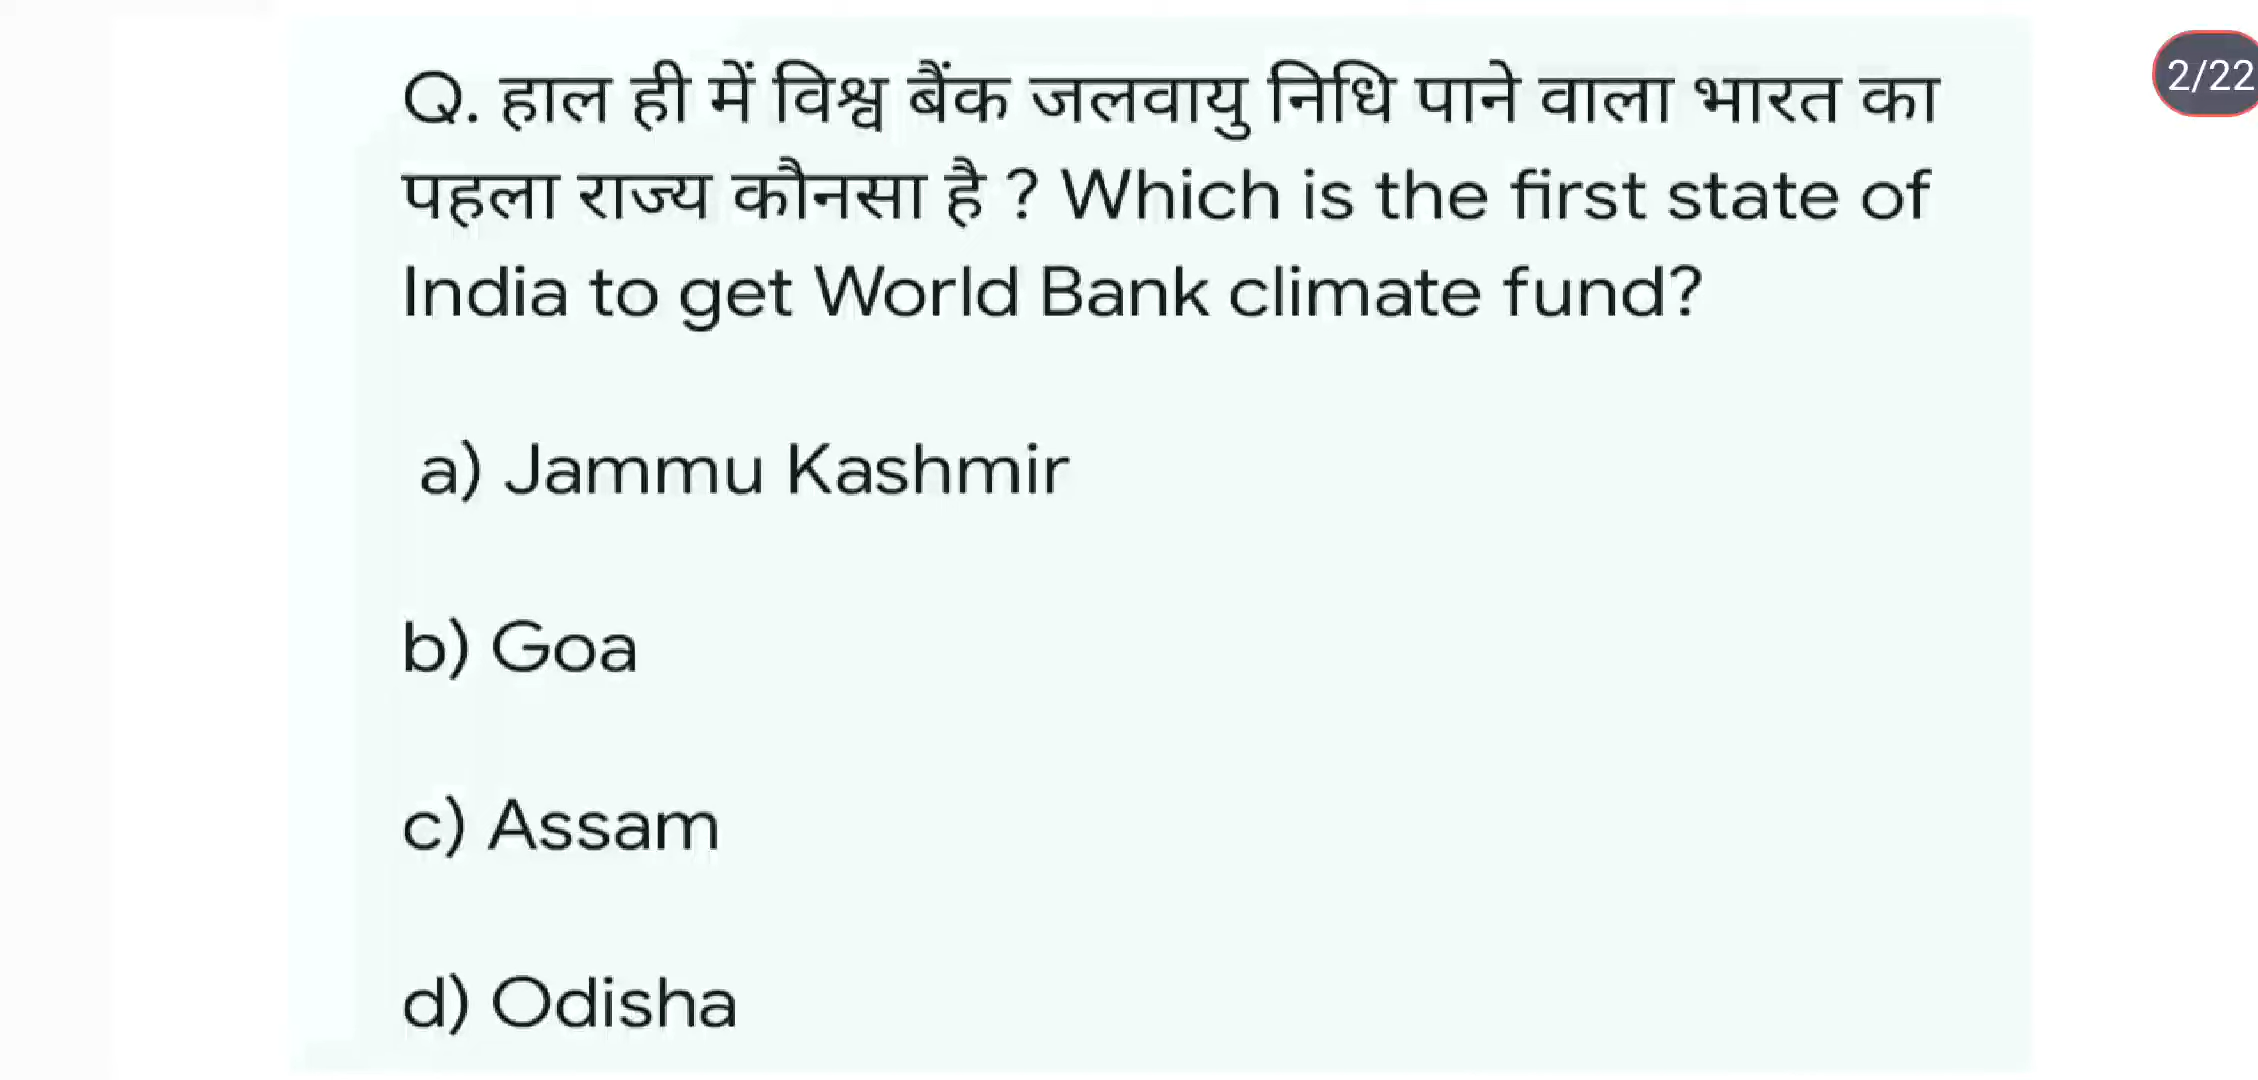 Q. हाल ही में विश्व बैंक जलवायु निधि पाने वाला भारत का
2/22
पहला राज्य कौनसा है ? Which is the first state of
India to get World Bank climate fund?
a) Jammu Kashmir
b) Goa
c) Assam
d) Odisha